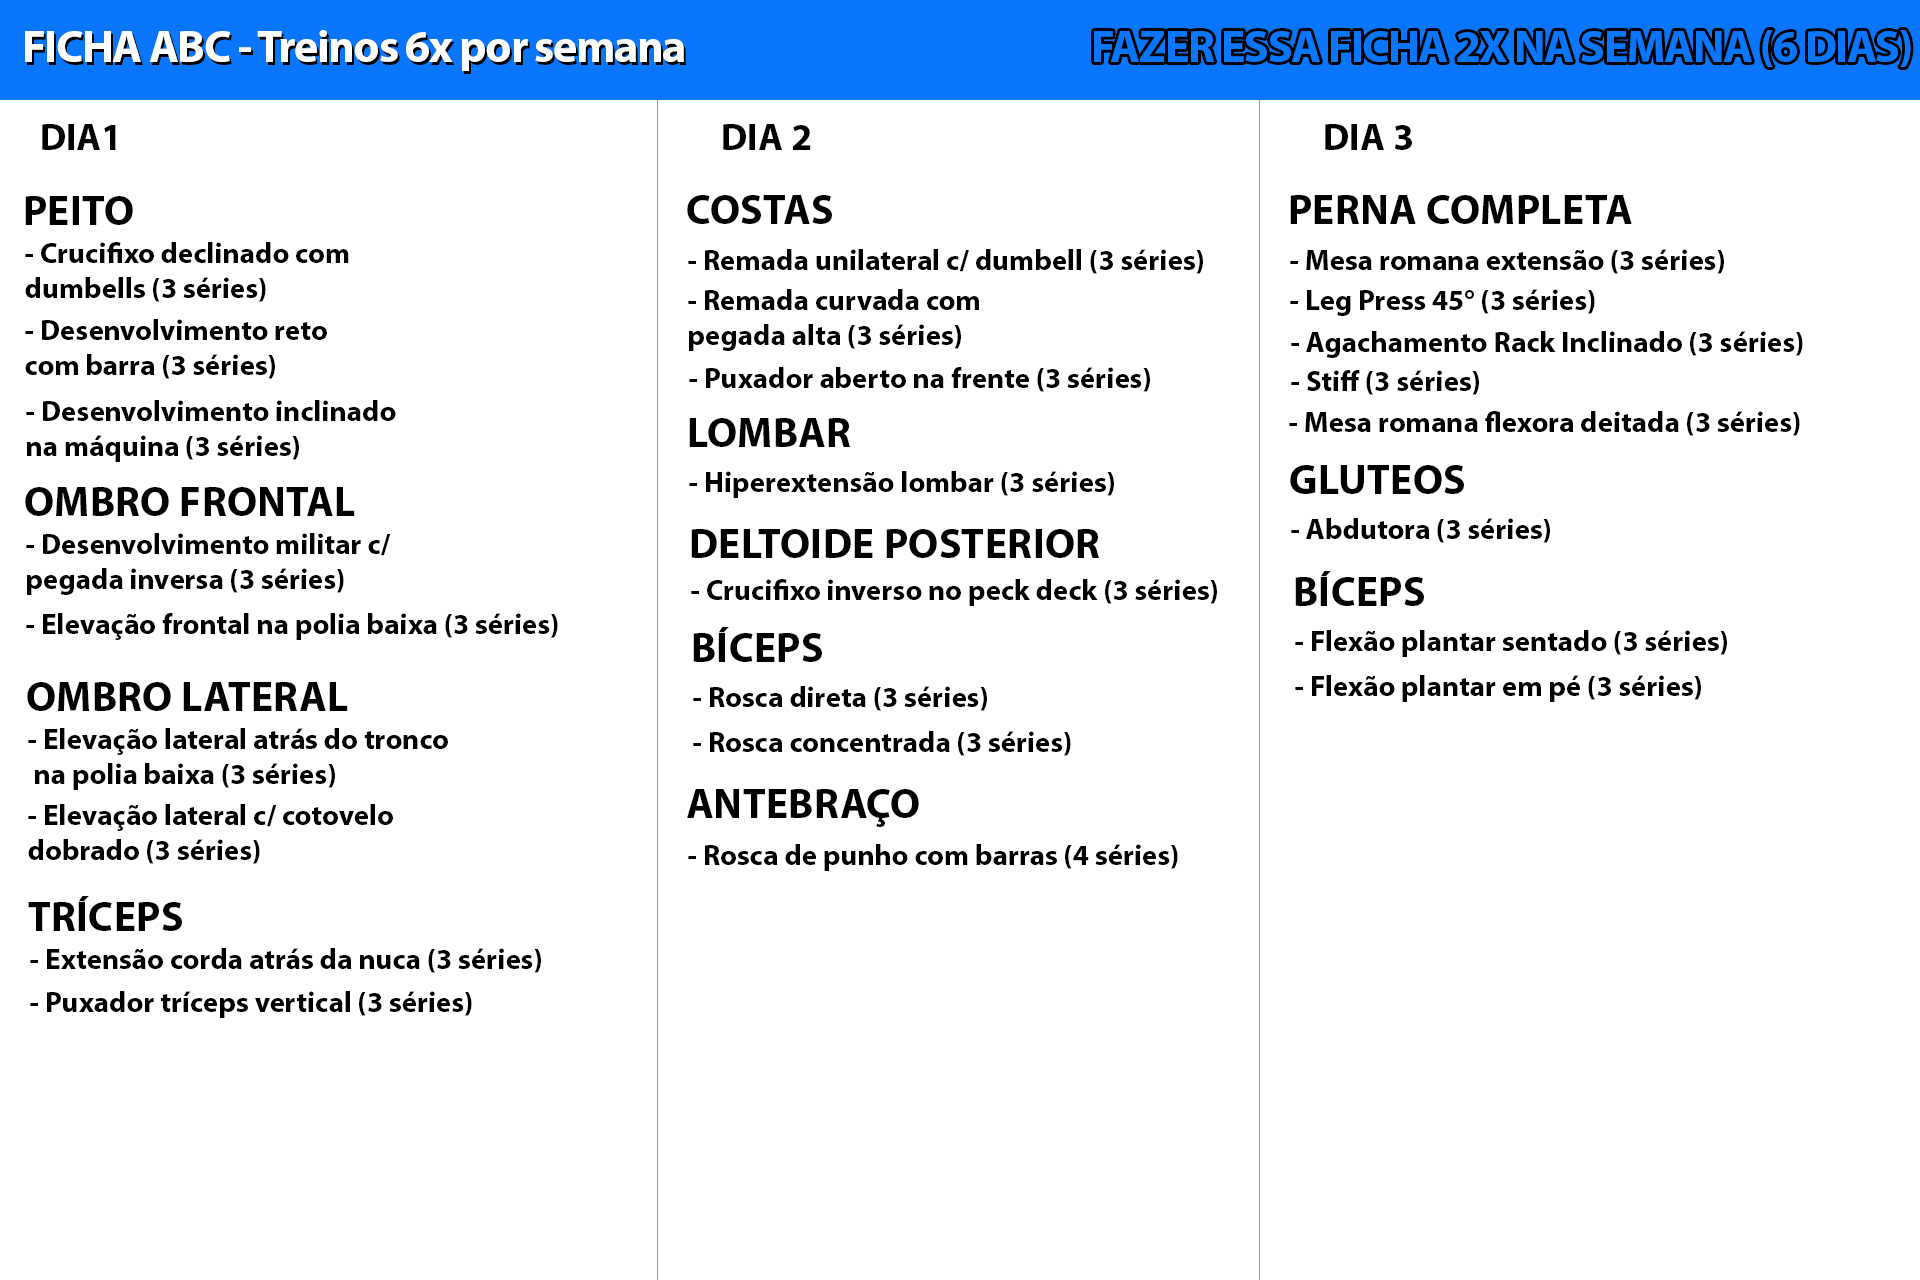 FICHA ABC - Treinos 6x por semana
FAZER ESSA FICHA 2X NA SEMANA (6 DIAS)
DIA1
PEITO
- Crucifixo declinado com
dumbells (3 séries)
- Desenvolvimento reto
com barra (3 séries)
- Desenvolvimento inclinado
na máquina (3 séries)
OMBRO FRONTAL
- Desenvolvimento militar c/
pegada inversa (3 séries)
- Elevação frontal na polia baixa (3 séries)
OMBRO LATERAL
- Elevação lateral atrás do tronco
na polia baixa (3 séries)
- Elevação lateral c/ cotovelo
dobrado (3 séries)
TRÍCEPS
- Extensão corda atrás da nuca (3 séries)
- Puxador tríceps vertical (3 séries)
DIA 2
COSTAS
- Remada unilateral c/ dumbell (3 séries)
- Remada curvada com
pegada alta (3 séries)
- Puxador aberto na frente (3 séries)
LOMBAR
- Hiperextensão lombar (3 séries)
DELTOIDE POSTERIOR
- Crucifixo inverso no peck deck (3 séries)
BÍCEPS
- Rosca direta (3 séries)
- Rosca concentrada (3 séries)
ANTEBRAÇO
- Rosca de punho com barras (4 séries)
DIA 3
PERNA COMPLETA
- Mesa romana extensão (3 séries)
- Leg Press 45° (3 séries)
- Agachamento Rack Inclinado (3 séries)
- Stiff (3 séries)
- Mesa romana flexora deitada (3 séries)
GLUTEOS
- Abdutora (3 séries)
BÍCEPS
- Flexão plantar sentado (3 séries)
- Flexão plantar em pé (3 séries)